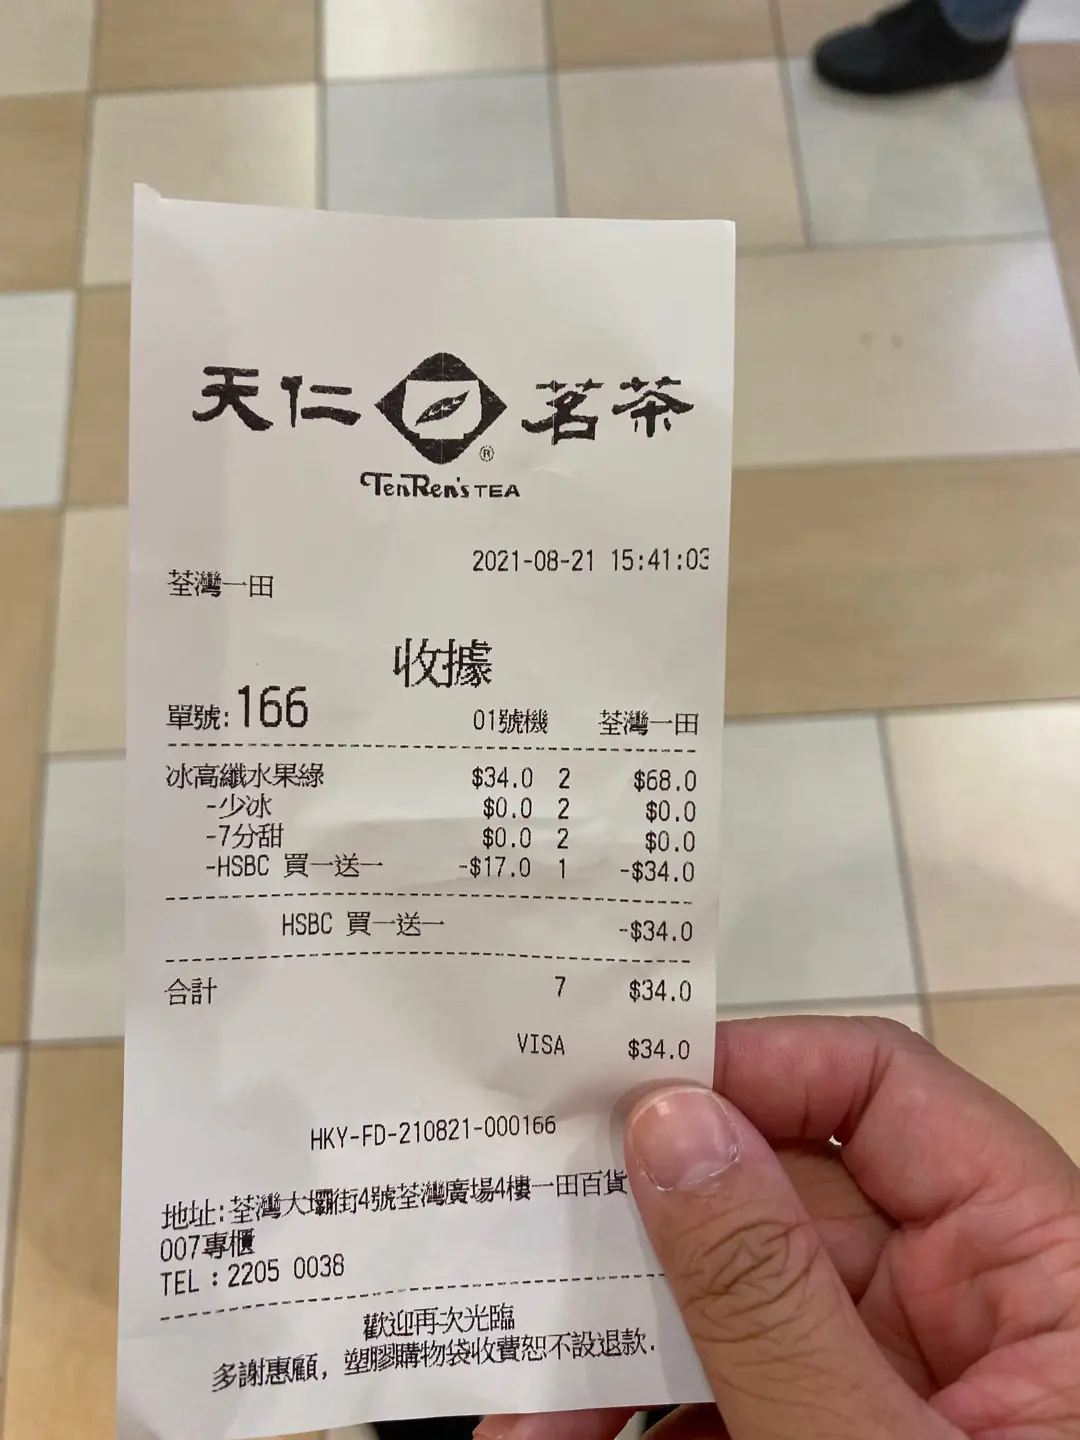 天仁茗茶
®
TenRen's TEA
2021-08-21 15:41:03
荃灣一田
收據
單號:166 01號機 荃灣一田
冰高纖水果綠 $34.0 2 $68.0
-少冰 $0.0 2 $0.0
-7分甜 $0.0 2 $0.0
-HSBC 買一送一 -$17.0 1 -$34.0
HSBC 買一送一 -$34.0
合計 7 $34.0
VISA $34.0
HKY-FD-210821-000166
地址:荃灣大壩街4號荃灣廣場4樓一田百貨
007專櫃
TEL:2205 0038
歡迎再次光臨
多謝惠顧, 塑膠購物袋收費恕不設退款.